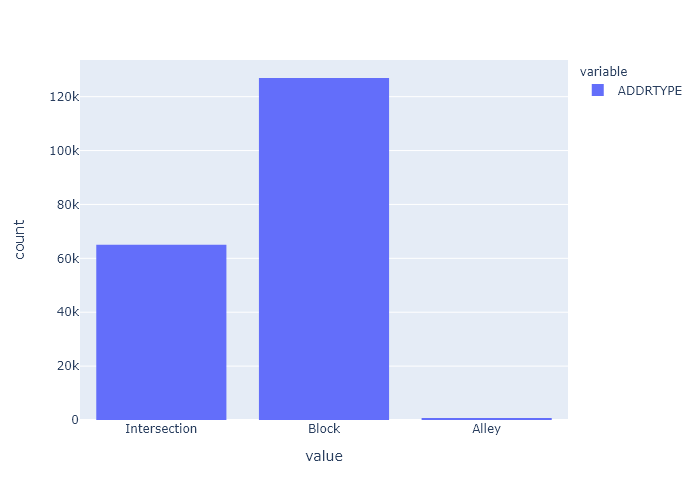 variable
ADDRTYPE
120k
100k
80k
60k
40k
20k
0
count
Intersection
Block
Alley
value